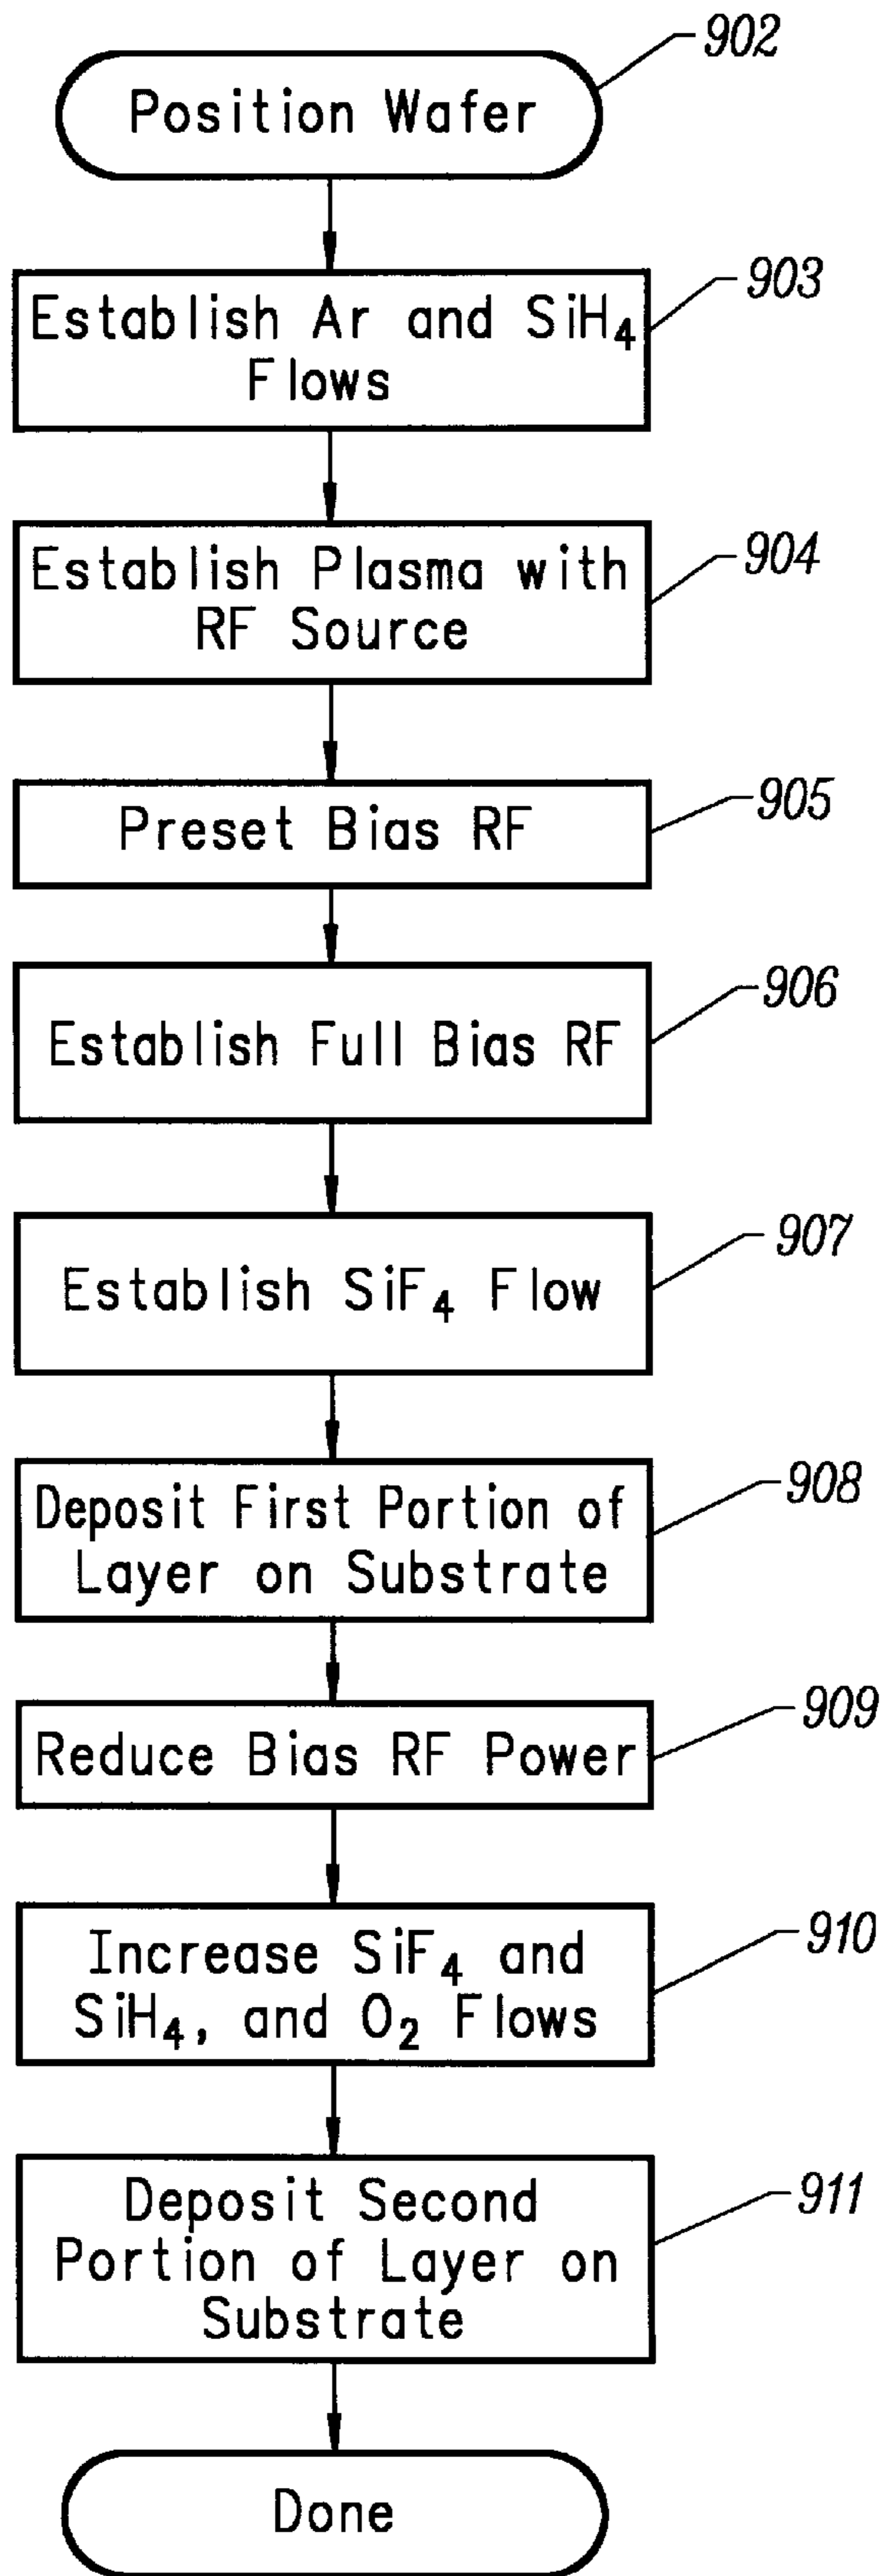 902
Position Wafer
903
Establish Ar and SiH₄
Flows
904
Establish Plasma with
RF Source
905
Preset Bias RF
906
Establish Full Bias RF
907
Establish SiF₄ Flow
908
Deposit First Portion of
Layer on Substrate
909
Reduce Bias RF Power
910
Increase SiF₄ and
SiH₄, and O₂ Flows
911
Deposit Second
Portion of Layer on
Substrate
Done